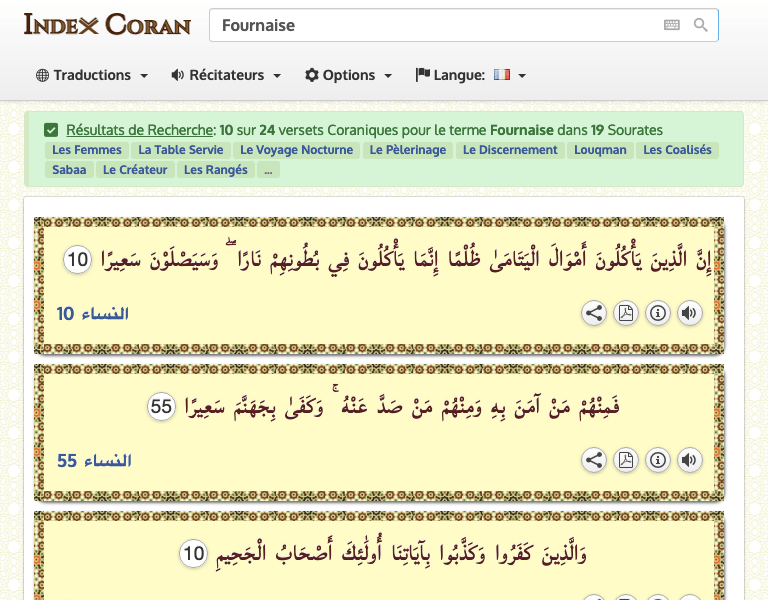 INDEX CORAN
Fournaise
Traductions Récitateurs Options Langue:
Résultats de Recherche: 10 sur 24 versets Coraniques pour le terme Fournaise dans 19 Sourates
Les Femmes La Table Servie Le Voyage Nocturne Le Pèlerinage Le Discernement Louqman Les Coalisés
Sabaa Le Créateur Les Rangés ...
إِنَّ الَّذِينَ يَأْكُلُونَ أَمْوَالَ الْيَتَامَىٰ ظُلْمًا إِنَّمَا يَأْكُلُونَ فِي بُطُونِهِمْ نَارًا ۖ وَسَيَصْلَوْنَ سَعِيرًا 10
النساء 10
فَمِنْهُمْ مَنْ آمَنَ بِهِ وَمِنْهُمْ مَنْ صَدَّ عَنْهُ ۚ وَكَفَىٰ بِجَهَنَّمَ سَعِيرًا 55
النساء 55
وَالَّذِينَ كَفَرُوا وَكَذَّبُوا بِآيَاتِنَا أُولَٰئِكَ أَصْحَابُ الْجَحِيمِ 10